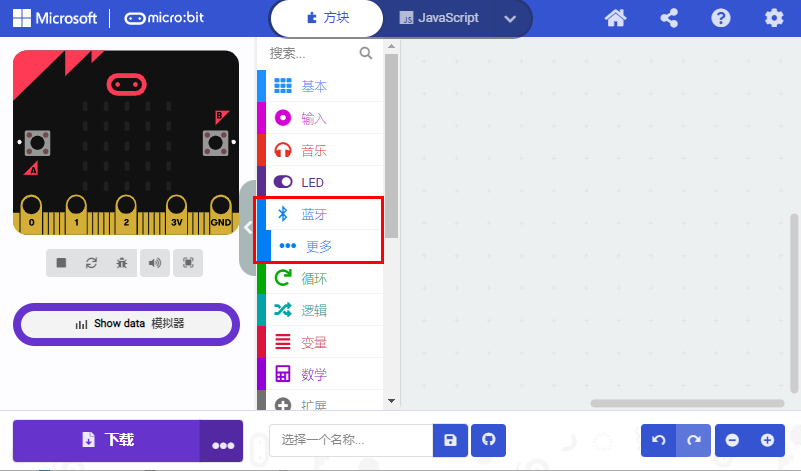 Microsoft micro:bit 方块 JS JavaScript
搜索...
基本
输入
音乐
LED
蓝牙
更多
循环
逻辑
变量
数学
扩展
B
A
0 1 2 3V GND
Show data 模拟器
下载 选择一个名称...